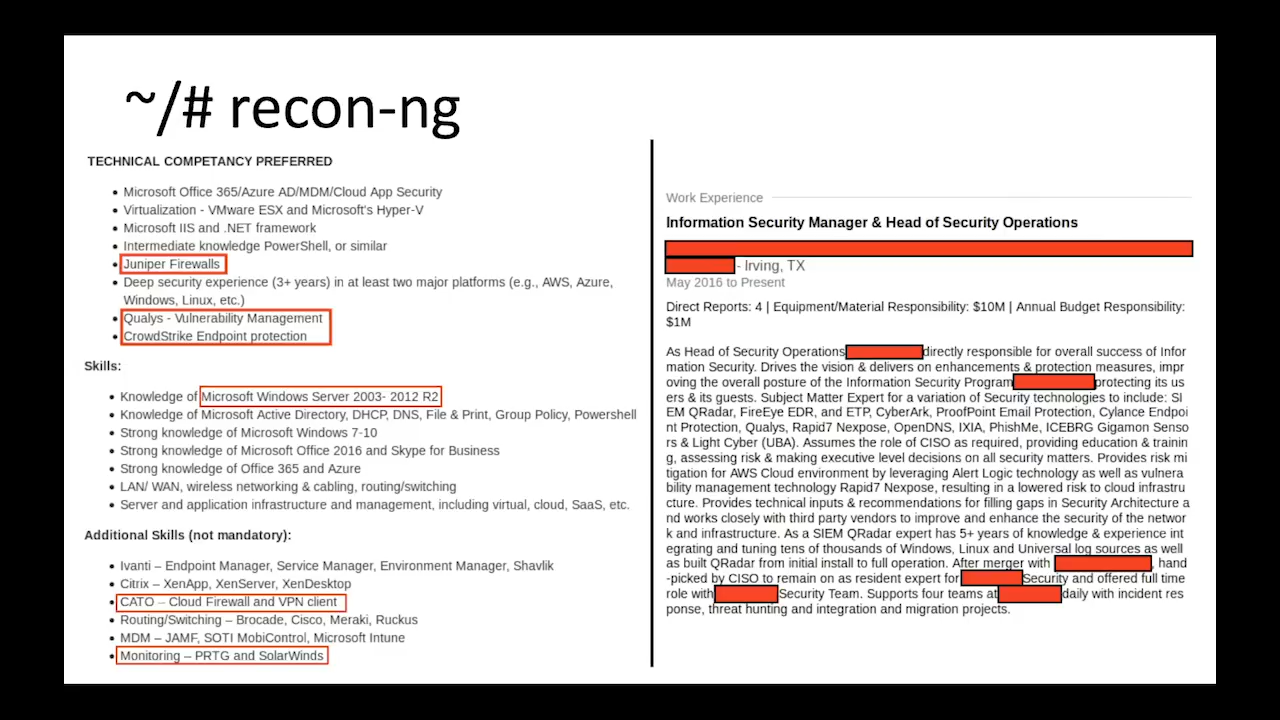 ~/# recon-ng
TECHNICAL COMPETANCY PREFERRED
Microsoft Office 365/Azure AD/MDM/Cloud App Security
Virtualization - VMware ESX and Microsoft's Hyper-V
Microsoft IIS and .NET framework
Intermediate knowledge PowerShell, or similar
Juniper Firewalls
Deep security experience (3+ years) in at least two major platforms (e.g., AWS, Azure,
Windows, Linux, etc.)
Qualys - Vulnerability Management
CrowdStrike Endpoint protection
Skills:
Knowledge of Microsoft Windows Server 2003- 2012 R2
Knowledge of Microsoft Active Directory, DHCP, DNS, File & Print, Group Policy, Powershell
Strong knowledge of Microsoft Windows 7-10
Strong knowledge of Microsoft Office 2016 and Skype for Business
Strong knowledge of Office 365 and Azure
LAN/ WAN, wireless networking & cabling, routing/switching
Server and application infrastructure and management, including virtual, cloud, SaaS, etc.
Additional Skills (not mandatory):
Ivanti – Endpoint Manager, Service Manager, Environment Manager, Shavlik
Citrix – XenApp, XenServer, XenDesktop
CATO – Cloud Firewall and VPN client
Routing/Switching – Brocade, Cisco, Meraki, Ruckus
MDM – JAMF, SOTI MobiControl, Microsoft Intune
Monitoring – PRTG and SolarWinds
Work Experience
Information Security Manager & Head of Security Operations
- Irving, TX
May 2016 to Present
Direct Reports: 4 | Equipment/Material Responsibility: $10M | Annual Budget Responsibility:
$1M
As Head of Security Operations directly responsible for overall success of Infor
mation Security. Drives the vision & delivers on enhancements & protection measures, impr
oving the overall posture of the Information Security Program protecting its us
ers & its guests. Subject Matter Expert for a variation of Security technologies to include: SI
EM QRadar, FireEye EDR, and ETP, CyberArk, ProofPoint Email Protection, Cylance Endpoi
nt Protection, Qualys, Rapid7 Nexpose, OpenDNS, IXIA, PhishMe, ICEBRG Gigamon Senso
rs & Light Cyber (UBA). Assumes the role of CISO as required, providing education & trainin
g, assessing risk & making executive level decisions on all security matters. Provides risk mi
tigation for AWS Cloud environment by leveraging Alert Logic technology as well as vulnera
bility management technology Rapid7 Nexpose, resulting in a lowered risk to cloud infrastru
cture. Provides technical inputs & recommendations for filling gaps in Security Architecture a
nd works closely with third party vendors to improve and enhance the security of the networ
k and infrastructure. As a SIEM QRadar expert has 5+ years of knowledge & experience int
egrating and tuning tens of thousands of Windows, Linux and Universal log sources as well
as built QRadar from initial install to full operation. After merger with , hand
-picked by CISO to remain on as resident expert for Security and offered full time
role with Security Team. Supports four teams at daily with incident res
ponse, threat hunting and integration and migration projects.